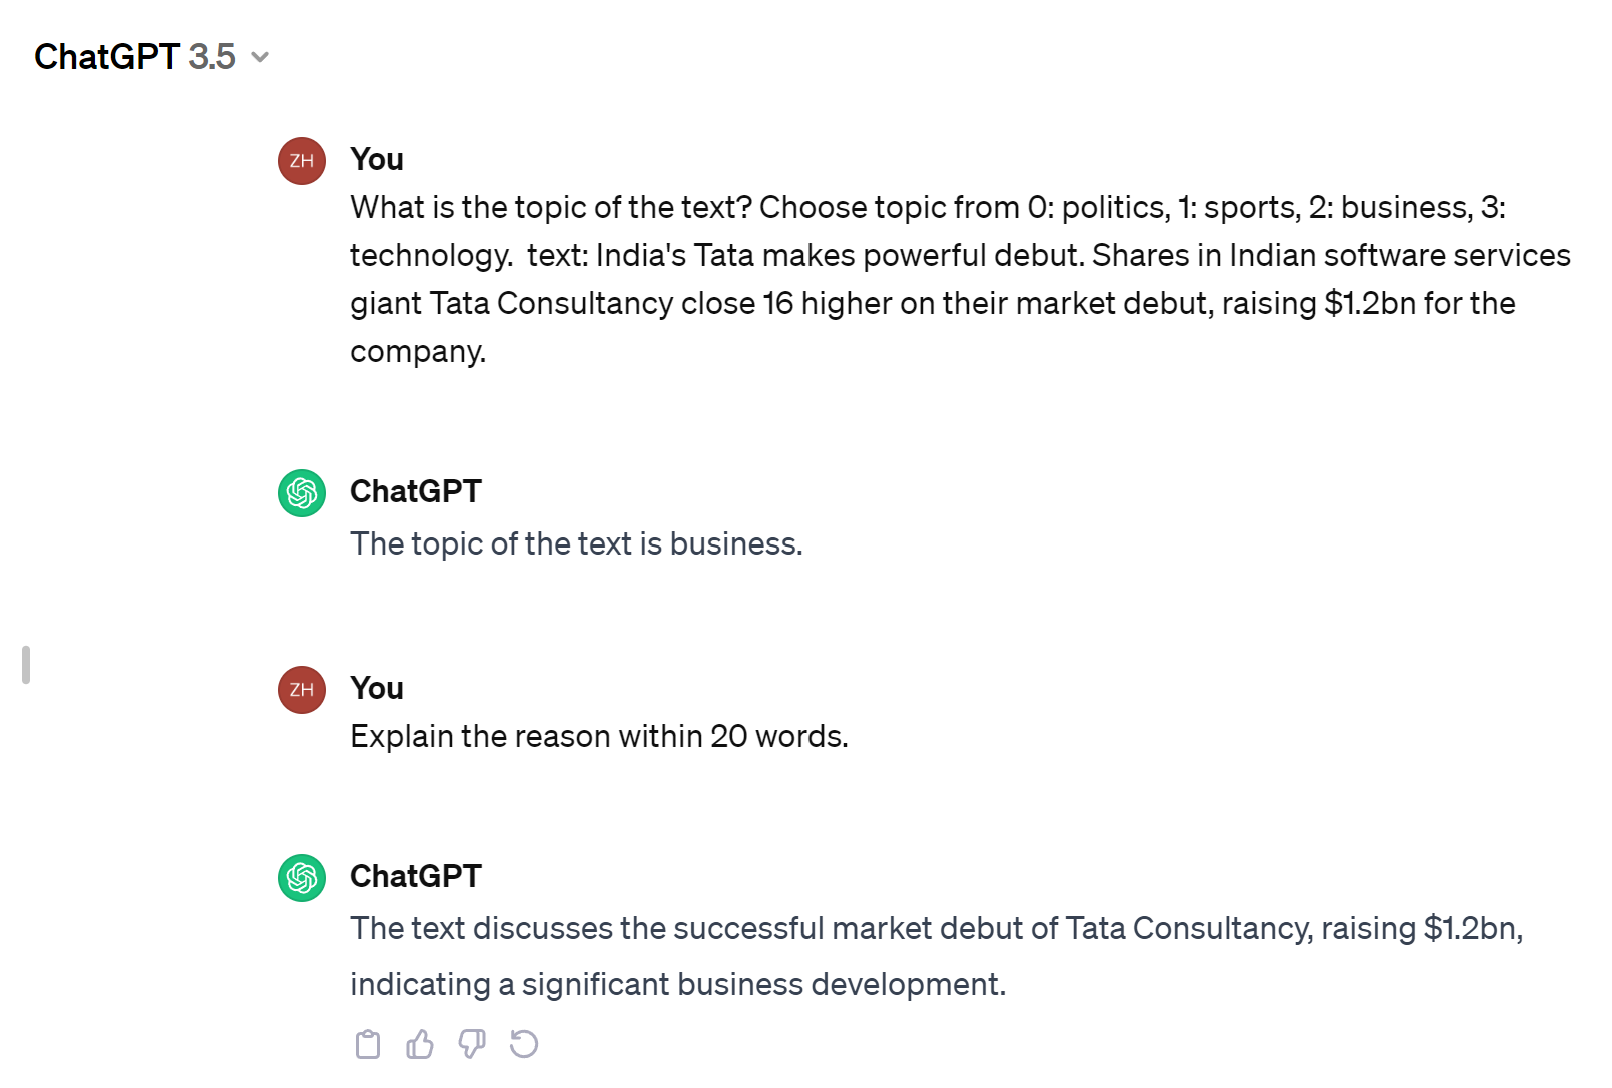 ChatGPT 3.5
ZH
You
What is the topic of the text? Choose topic from 0: politics, 1: sports, 2: business, 3:
technology.  text: India's Tata makes powerful debut. Shares in Indian software services
giant Tata Consultancy close 16 higher on their market debut, raising $1.2bn for the
company.
ChatGPT
The topic of the text is business.
ZH
You
Explain the reason within 20 words.
ChatGPT
The text discusses the successful market debut of Tata Consultancy, raising $1.2bn,
indicating a significant business development.